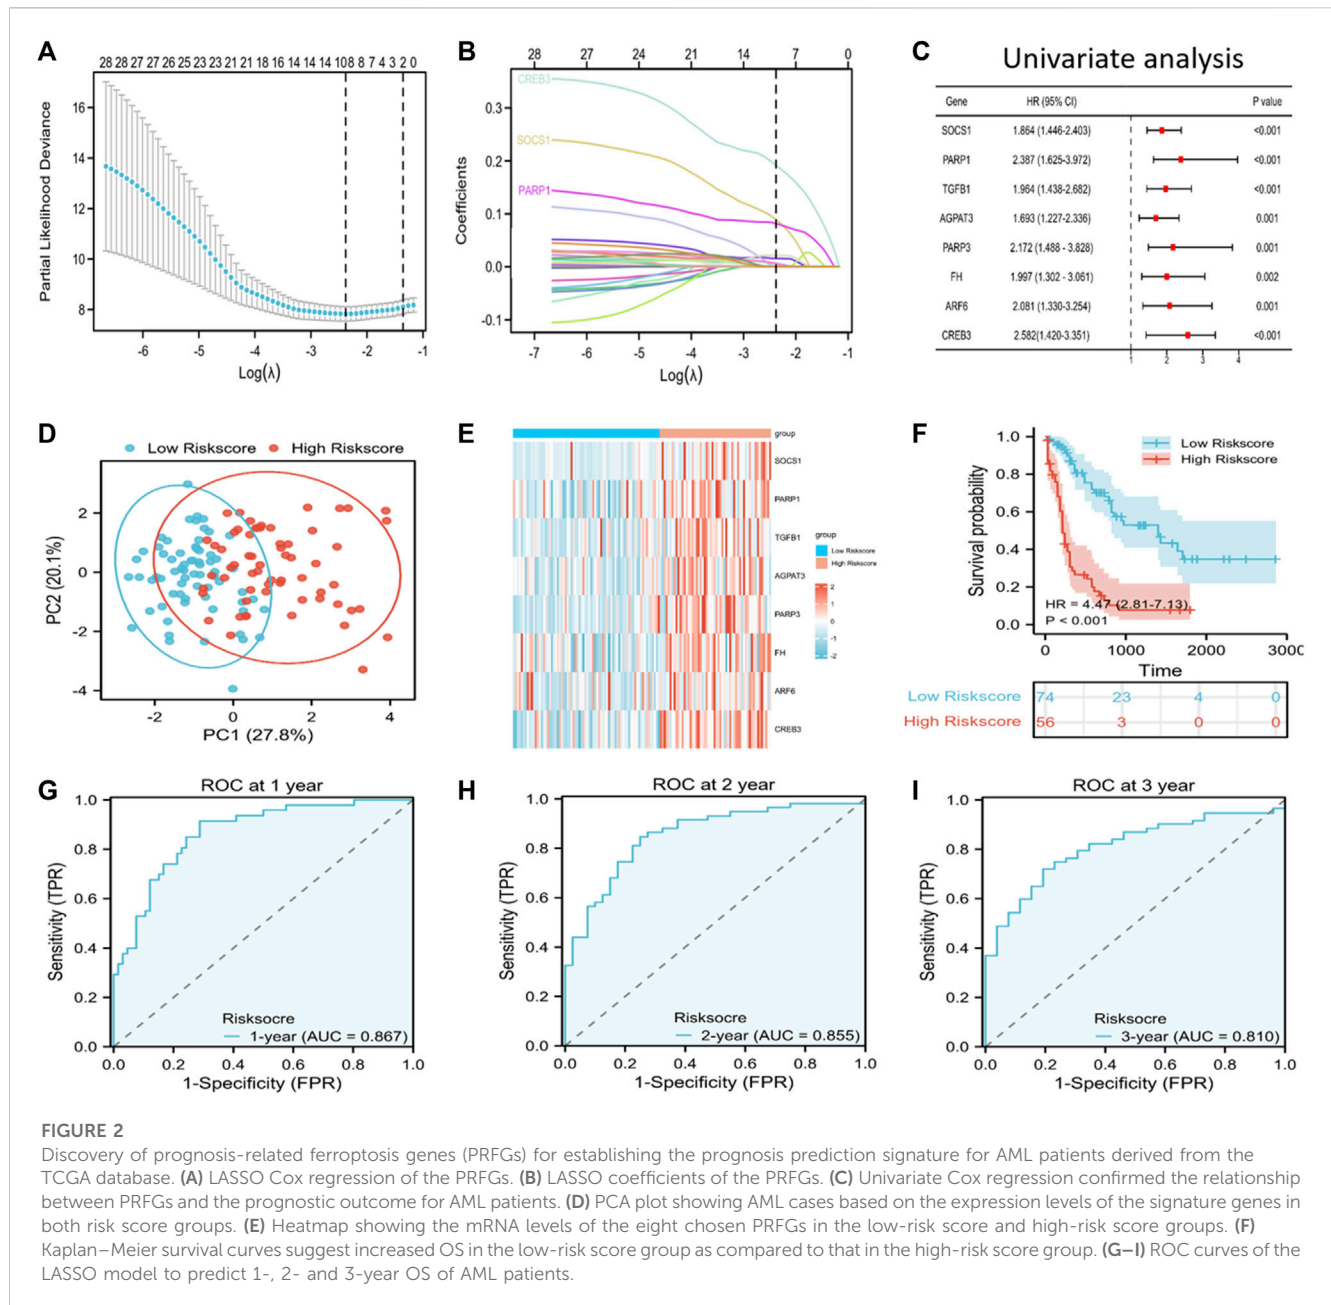 A
28 28 27 27 26 25 23 23 21 21 18 16 14 14 14 108 8 7 4 3 2 0
Partial Likelihood Deviance
16
14
12
10
8
-6 -5 -4 -3 -2 -1
Log(λ)
B
28 27 24 21 14 7 0
CREB3
SOCS1
PARP1
Coefficients
0.3
0.2
0.1
0.0
-0.1
-7 -6 -5 -4 -3 -2 -1
Log(λ)
C
Univariate analysis
Gene HR (95% CI) P value
SOCS1 1.864 (1.446-2.403) <0.001
PARP1 2.387 (1.625-3.972) <0.001
TGFB1 1.964 (1.438-2.682) <0.001
AGPAT3 1.693 (1.227-2.336) 0.001
PARP3 2.172 (1.488 - 3.828) 0.001
FH 1.997 (1.302 - 3.061) 0.002
ARF6 2.081 (1.330-3.254) 0.001
CREB3 2.582(1.420-3.351) <0.001
1 2 3 4
D
Low Riskscore High Riskscore
PC2 (20.1%)
2
0
-2
-4
-2 0 2 4
PC1 (27.8%)
E
group
SOCS1
PARP1
TGFB1
AGPAT3
PARP3
FH
ARF6
CREB3
group
Low Riskscore
High Riskscore
2
1
0
-1
-2
F
Low Riskscore
High Riskscore
Survival probability
1.0
0.8
0.6
0.4
0.2
0.0
HR = 4.47 (2.81-7.13)
P < 0.001
0 1000 2000 300
Time
Low Riskscore 74 23 4 0
High Riskscore 56 3 0 0
G
ROC at 1 year
Sensitivity (TPR)
1.0
0.8
0.6
0.4
0.2
0.0
Risksocre
1-year (AUC = 0.867)
0.0 0.2 0.4 0.6 0.8 1.0
1-Specificity (FPR)
H
ROC at 2 year
Sensitivity (TPR)
1.0
0.8
0.6
0.4
0.2
0.0
Risksocre
2-year (AUC = 0.855)
0.0 0.2 0.4 0.6 0.8 1.0
1-Specificity (FPR)
I
ROC at 3 year
Sensitivity (TPR)
1.0
0.8
0.6
0.4
0.2
0.0
Risksocre
3-year (AUC = 0.810)
0.0 0.2 0.4 0.6 0.8 1.0
1-Specificity (FPR)
FIGURE 2
Discovery of prognosis-related ferroptosis genes (PRFGs) for establishing the prognosis prediction signature for AML patients derived from the
TCGA database. (A) LASSO Cox regression of the PRFGs. (B) LASSO coefficients of the PRFGs. (C) Univariate Cox regression confirmed the relationship
between PRFGs and the prognostic outcome for AML patients. (D) PCA plot showing AML cases based on the expression levels of the signature genes in
both risk score groups. (E) Heatmap showing the mRNA levels of the eight chosen PRFGs in the low-risk score and high-risk score groups. (F)
Kaplan–Meier survival curves suggest increased OS in the low-risk score group as compared to that in the high-risk score group. (G–I) ROC curves of the
LASSO model to predict 1-, 2- and 3-year OS of AML patients.